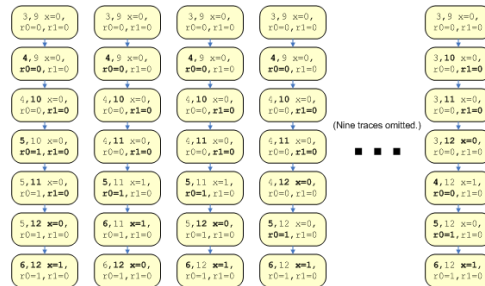 3,9 x=0,
r0=0,r1=0
4,9 x=0,
r0=0,r1=0
4,10 x=0,
r0=0,r1=0
5,10 x=0,
r0=1,r1=0
5,11 x=0,
r0=1,r1=0
5,12 x=0,
r0=1,r1=0
6,12 x=1,
r0=1,r1=0
3,9 x=0,
r0=0,r1=0
4,9 x=0,
r0=0,r1=0
4,10 x=0,
r0=0,r1=0
4,11 x=0,
r0=0,r1=0
5,11 x=1,
r0=1,r1=0
6,11 x=1,
r0=1,r1=0
6,12 x=0,
r0=1,r1=0
3,9 x=0,
r0=0,r1=0
4,9 x=0,
r0=0,r1=0
4,10 x=0,
r0=0,r1=0
4,11 x=0,
r0=0,r1=0
5,11 x=1,
r0=1,r1=0
5,12 x=0,
r0=1,r1=0
6,12 x=1,
r0=1,r1=0
3,9 x=0,
r0=0,r1=0
4,9 x=0,
r0=0,r1=0
4,10 x=0,
r0=0,r1=0
4,11 x=0,
r0=0,r1=0
4,12 x=0,
r0=0,r1=0
5,12 x=0,
r0=1,r1=0
6,12 x=1,
r0=1,r1=0
(Nine traces omitted.)
3,9 x=0,
r0=0,r1=0
3,10 x=0,
r0=0,r1=0
3,11 x=0,
r0=0,r1=0
3,12 x=0,
r0=0,r1=0
4,12 x=1,
r0=0,r1=0
5,12 x=0,
r0=1,r1=0
6,12 x=1,
r0=1,r1=0